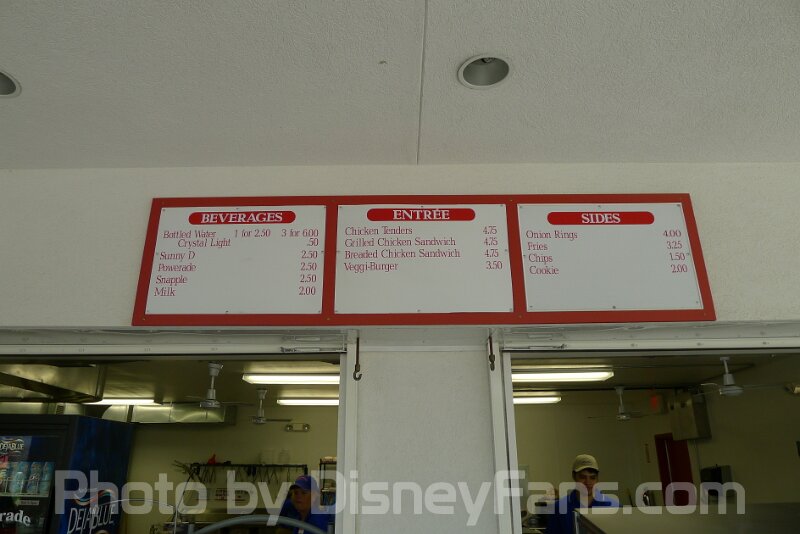 BEVERAGES
Bottled Water 1 for 2.50 3 for 6.00
Crystal Light .50
Sunny D 2.50
Powerade 2.50
Snapple 2.50
Milk 2.00
ENTRÉE
Chicken Tenders 4.75
Grilled Chicken Sandwich 4.75
Breaded Chicken Sandwich 4.75
Veggi-Burger 3.50
SIDES
Onion Rings 4.00
Fries 3.25
Chips 1.50
Cookie 2.00
DEJABLUE
rade
DEJABLUE
Photo by DisneyFans.com